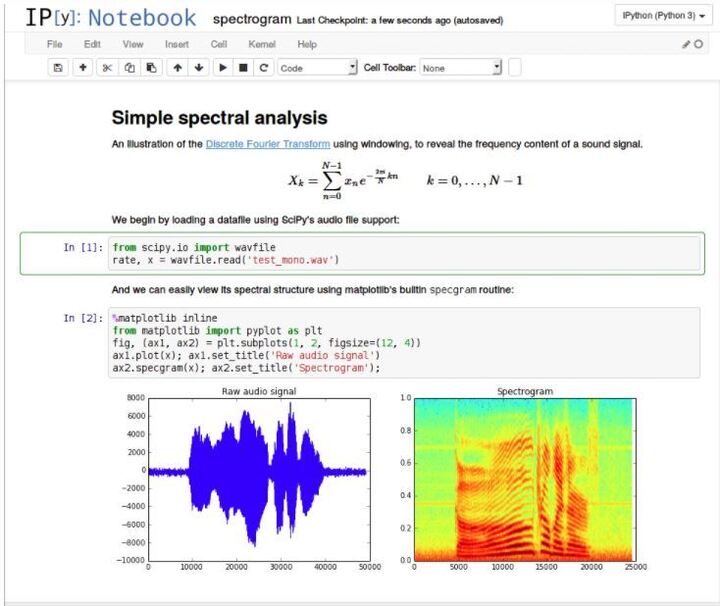 IP[y]: Notebook spectrogram Last Checkpoint: a few seconds ago (autosaved) IPython (Python 3)
File Edit View Insert Cell Kernel Help
Code Cell Toolbar: None
Simple spectral analysis
An illustration of the Discrete Fourier Transform using windowing, to reveal the frequency content of a sound signal.
X_k = \sum_{n=0}^{N-1} x_n e^{-\frac{2\pi i}{N} kn} k = 0, ..., N − 1
We begin by loading a datafile using SciPy's audio file support:
In [1]: from scipy.io import wavfile
rate, x = wavfile.read('test_mono.wav')
And we can easily view its spectral structure using matplotlib's builtin specgram routine:
In [2]: %matplotlib inline
from matplotlib import pyplot as plt
fig, (ax1, ax2) = plt.subplots(1, 2, figsize=(12, 4))
ax1.plot(x); ax1.set_title('Raw audio signal')
ax2.specgram(x); ax2.set_title('Spectrogram');
Raw audio signal
8000
6000
4000
2000
0
−2000
−4000
−6000
−8000
−10000
0 10000 20000 30000 40000 50000
Spectrogram
1.0
0.8
0.6
0.4
0.2
0.0
0 5000 10000 15000 20000 25000